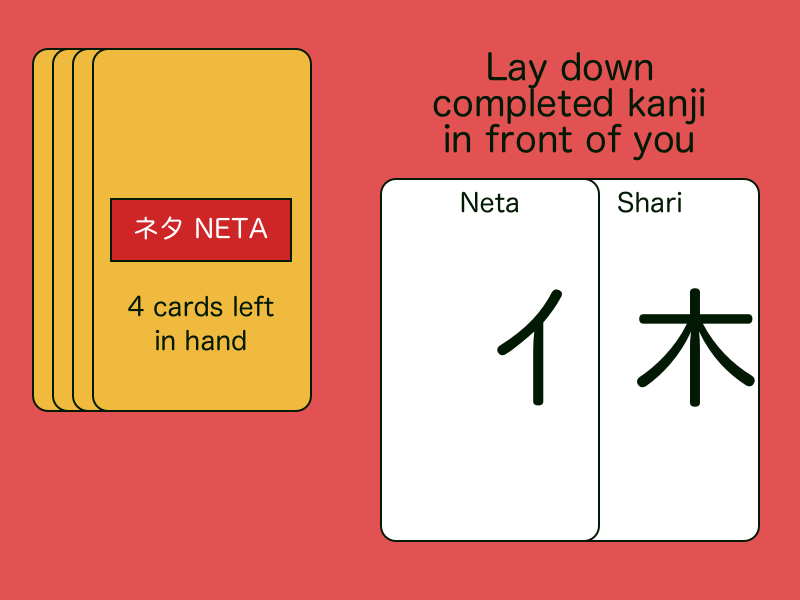 ネタ NETA
4 cards left
in hand
Lay down
completed kanji
in front of you
Neta
Shari
亻木